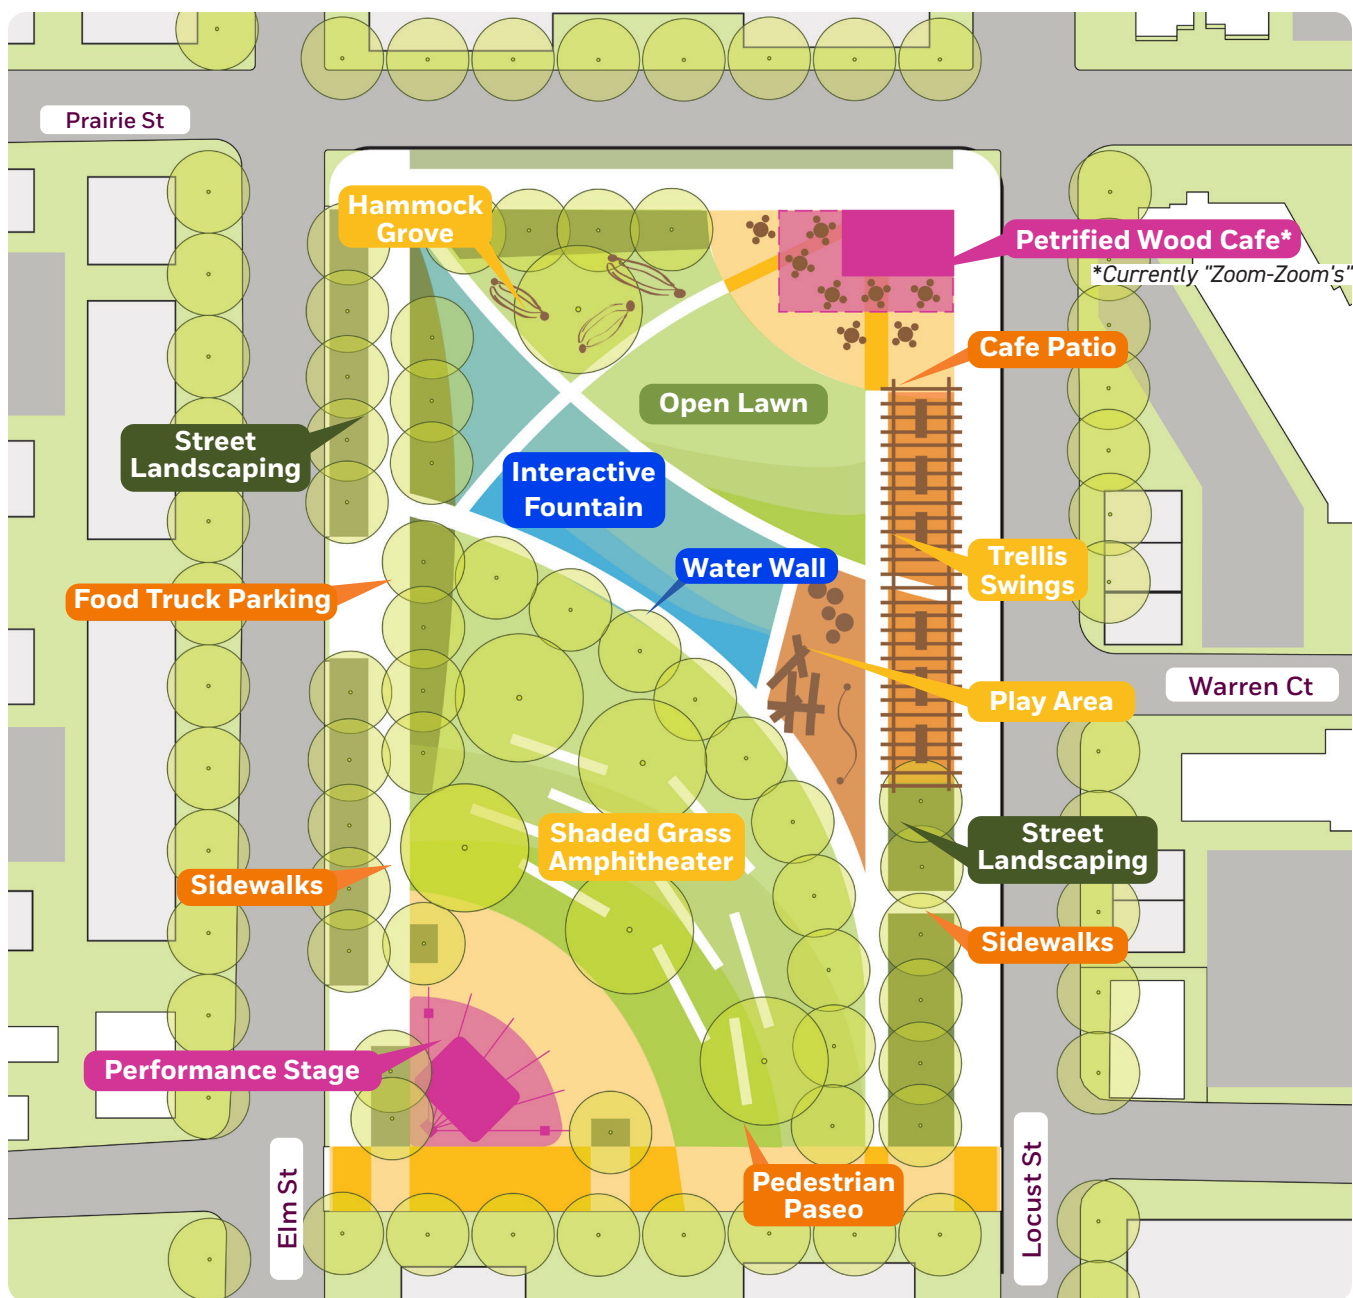 Prairie St
Hammock
Grove
Petrified Wood Cafe*
*Currently "Zoom-Zoom's"
Cafe Patio
Open Lawn
Street
Landscaping
Interactive
Fountain
Trellis
Swings
Water Wall
Food Truck Parking
Warren Ct
Play Area
Shaded Grass
Amphitheater
Street
Landscaping
Sidewalks
Sidewalks
Performance Stage
Pedestrian
Paseo
Elm St
Locust St